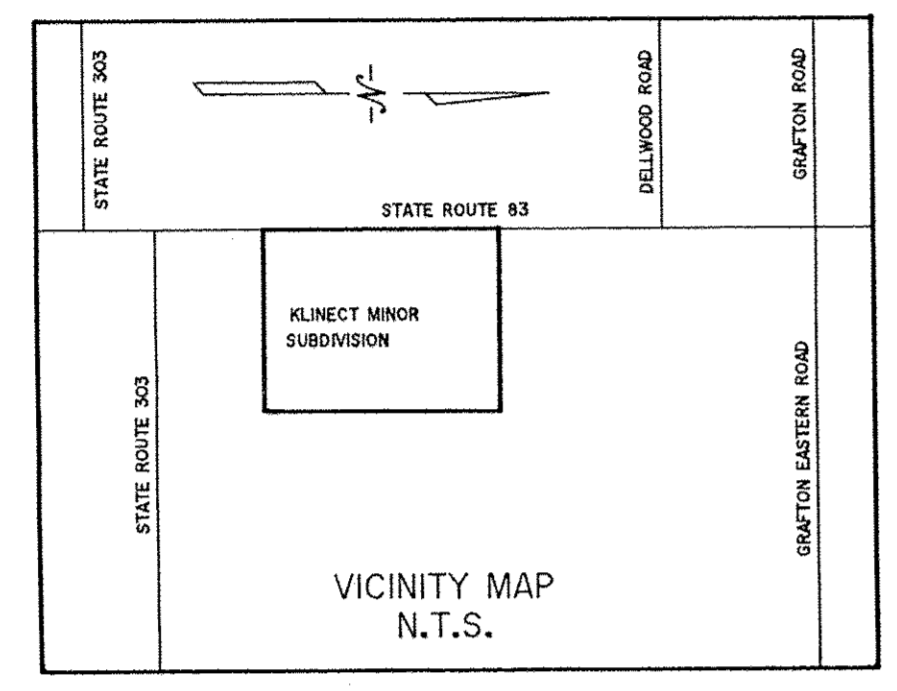 STATE ROUTE 303
N
DELLWOOD ROAD
GRAFTON ROAD
STATE ROUTE 83
KLINECT MINOR
SUBDIVISION
STATE ROUTE 303
GRAFTON EASTERN ROAD
VICINITY MAP
N.T.S.